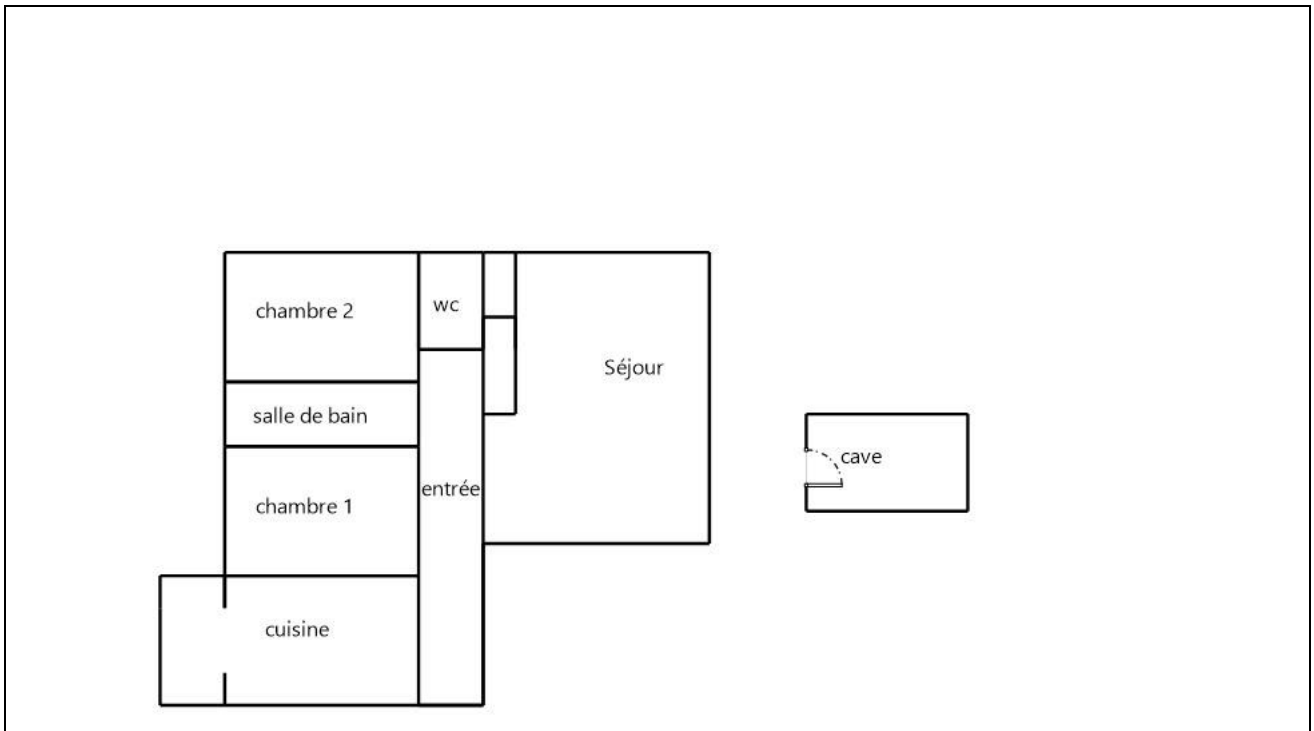 chambre 2
wc
Séjour
salle de bain
cave
entrée
chambre 1
cuisine